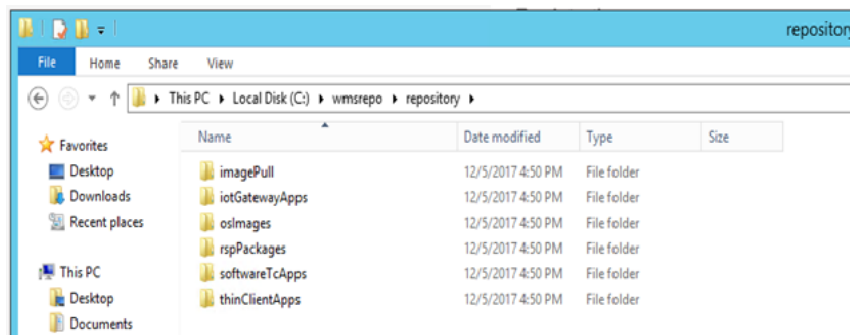 repository
File Home Share View
This PC Local Disk (C:) wmsrepo repository
Favorites
Desktop
Downloads
Recent places
This PC
Desktop
Documents
Name Date modified Type Size
imagePull 12/5/2017 4:50 PM File folder
iotGatewayApps 12/5/2017 4:50 PM File folder
osImages 12/5/2017 4:50 PM File folder
rspPackages 12/5/2017 4:50 PM File folder
softwareTcApps 12/5/2017 4:50 PM File folder
thinClientApps 12/5/2017 4:50 PM File folder